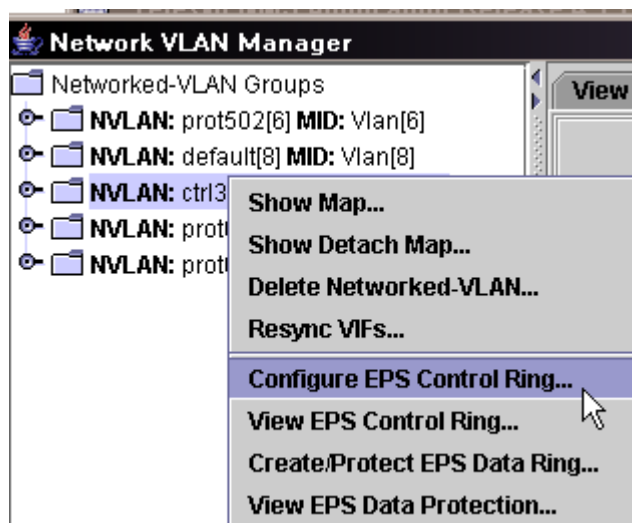 Network VLAN Manager
Networked-VLAN Groups
View
NVLAN: prot502[6] MID: Vlan[6]
NVLAN: default[8] MID: Vlan[8]
NVLAN: ctrl3
NVLAN:
NVLAN:
Show Map...
Show Detach Map...
Delete Networked-VLAN...
Resync VIFs...
Configure EPS Control Ring...
View EPS Control Ring...
Create/Protect EPS Data Ring...
View EPS Data Protection...